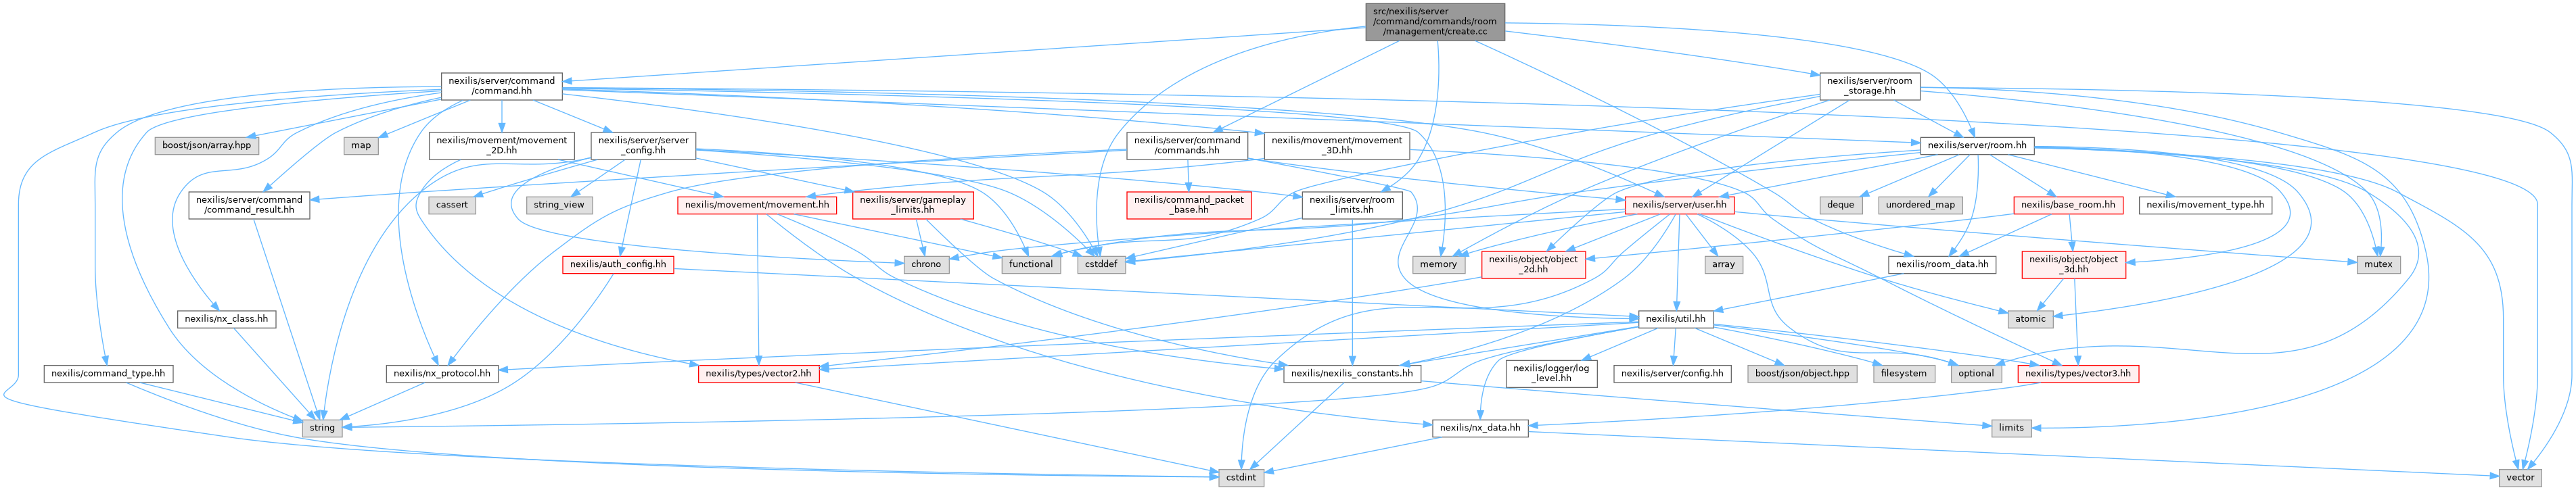 src/nexilis/server
/command/commands/room
/management/create.cc
nexilis/server/command
/command.hh
nexilis/server/room
_storage.hh
boost/json/array.hpp
map
nexilis/movement/movement
_2D.hh
nexilis/server/server
_config.hh
nexilis/server/command
/commands.hh
nexilis/movement/movement
_3D.hh
nexilis/server/room.hh
nexilis/server/command
/command_result.hh
cassert
string_view
nexilis/movement/movement.hh
nexilis/server/gameplay
_limits.hh
nexilis/command_packet
_base.hh
nexilis/server/room
_limits.hh
nexilis/server/user.hh
deque
unordered_map
nexilis/base_room.hh
nexilis/movement_type.hh
nexilis/auth_config.hh
chrono
functional
cstddef
memory
nexilis/object/object
_2d.hh
array
nexilis/room_data.hh
nexilis/object/object
_3d.hh
mutex
nexilis/nx_class.hh
nexilis/util.hh
atomic
nexilis/command_type.hh
nexilis/nx_protocol.hh
nexilis/types/vector2.hh
nexilis/nexilis_constants.hh
nexilis/logger/log
_level.hh
nexilis/server/config.hh
boost/json/object.hpp
filesystem
optional
nexilis/types/vector3.hh
string
nexilis/nx_data.hh
limits
cstdint
vector